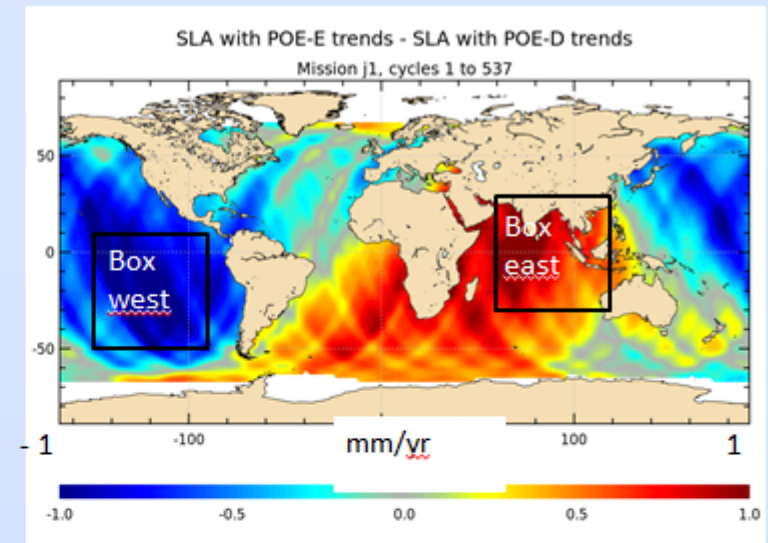 SLA with POE-E trends - SLA with POE-D trends
Mission j1, cycles 1 to 537
50
0
-50
Box
west
Box
east
-100
100
- 1
mm/yr
1
-1.0
-0.5
0.0
0.5
1.0